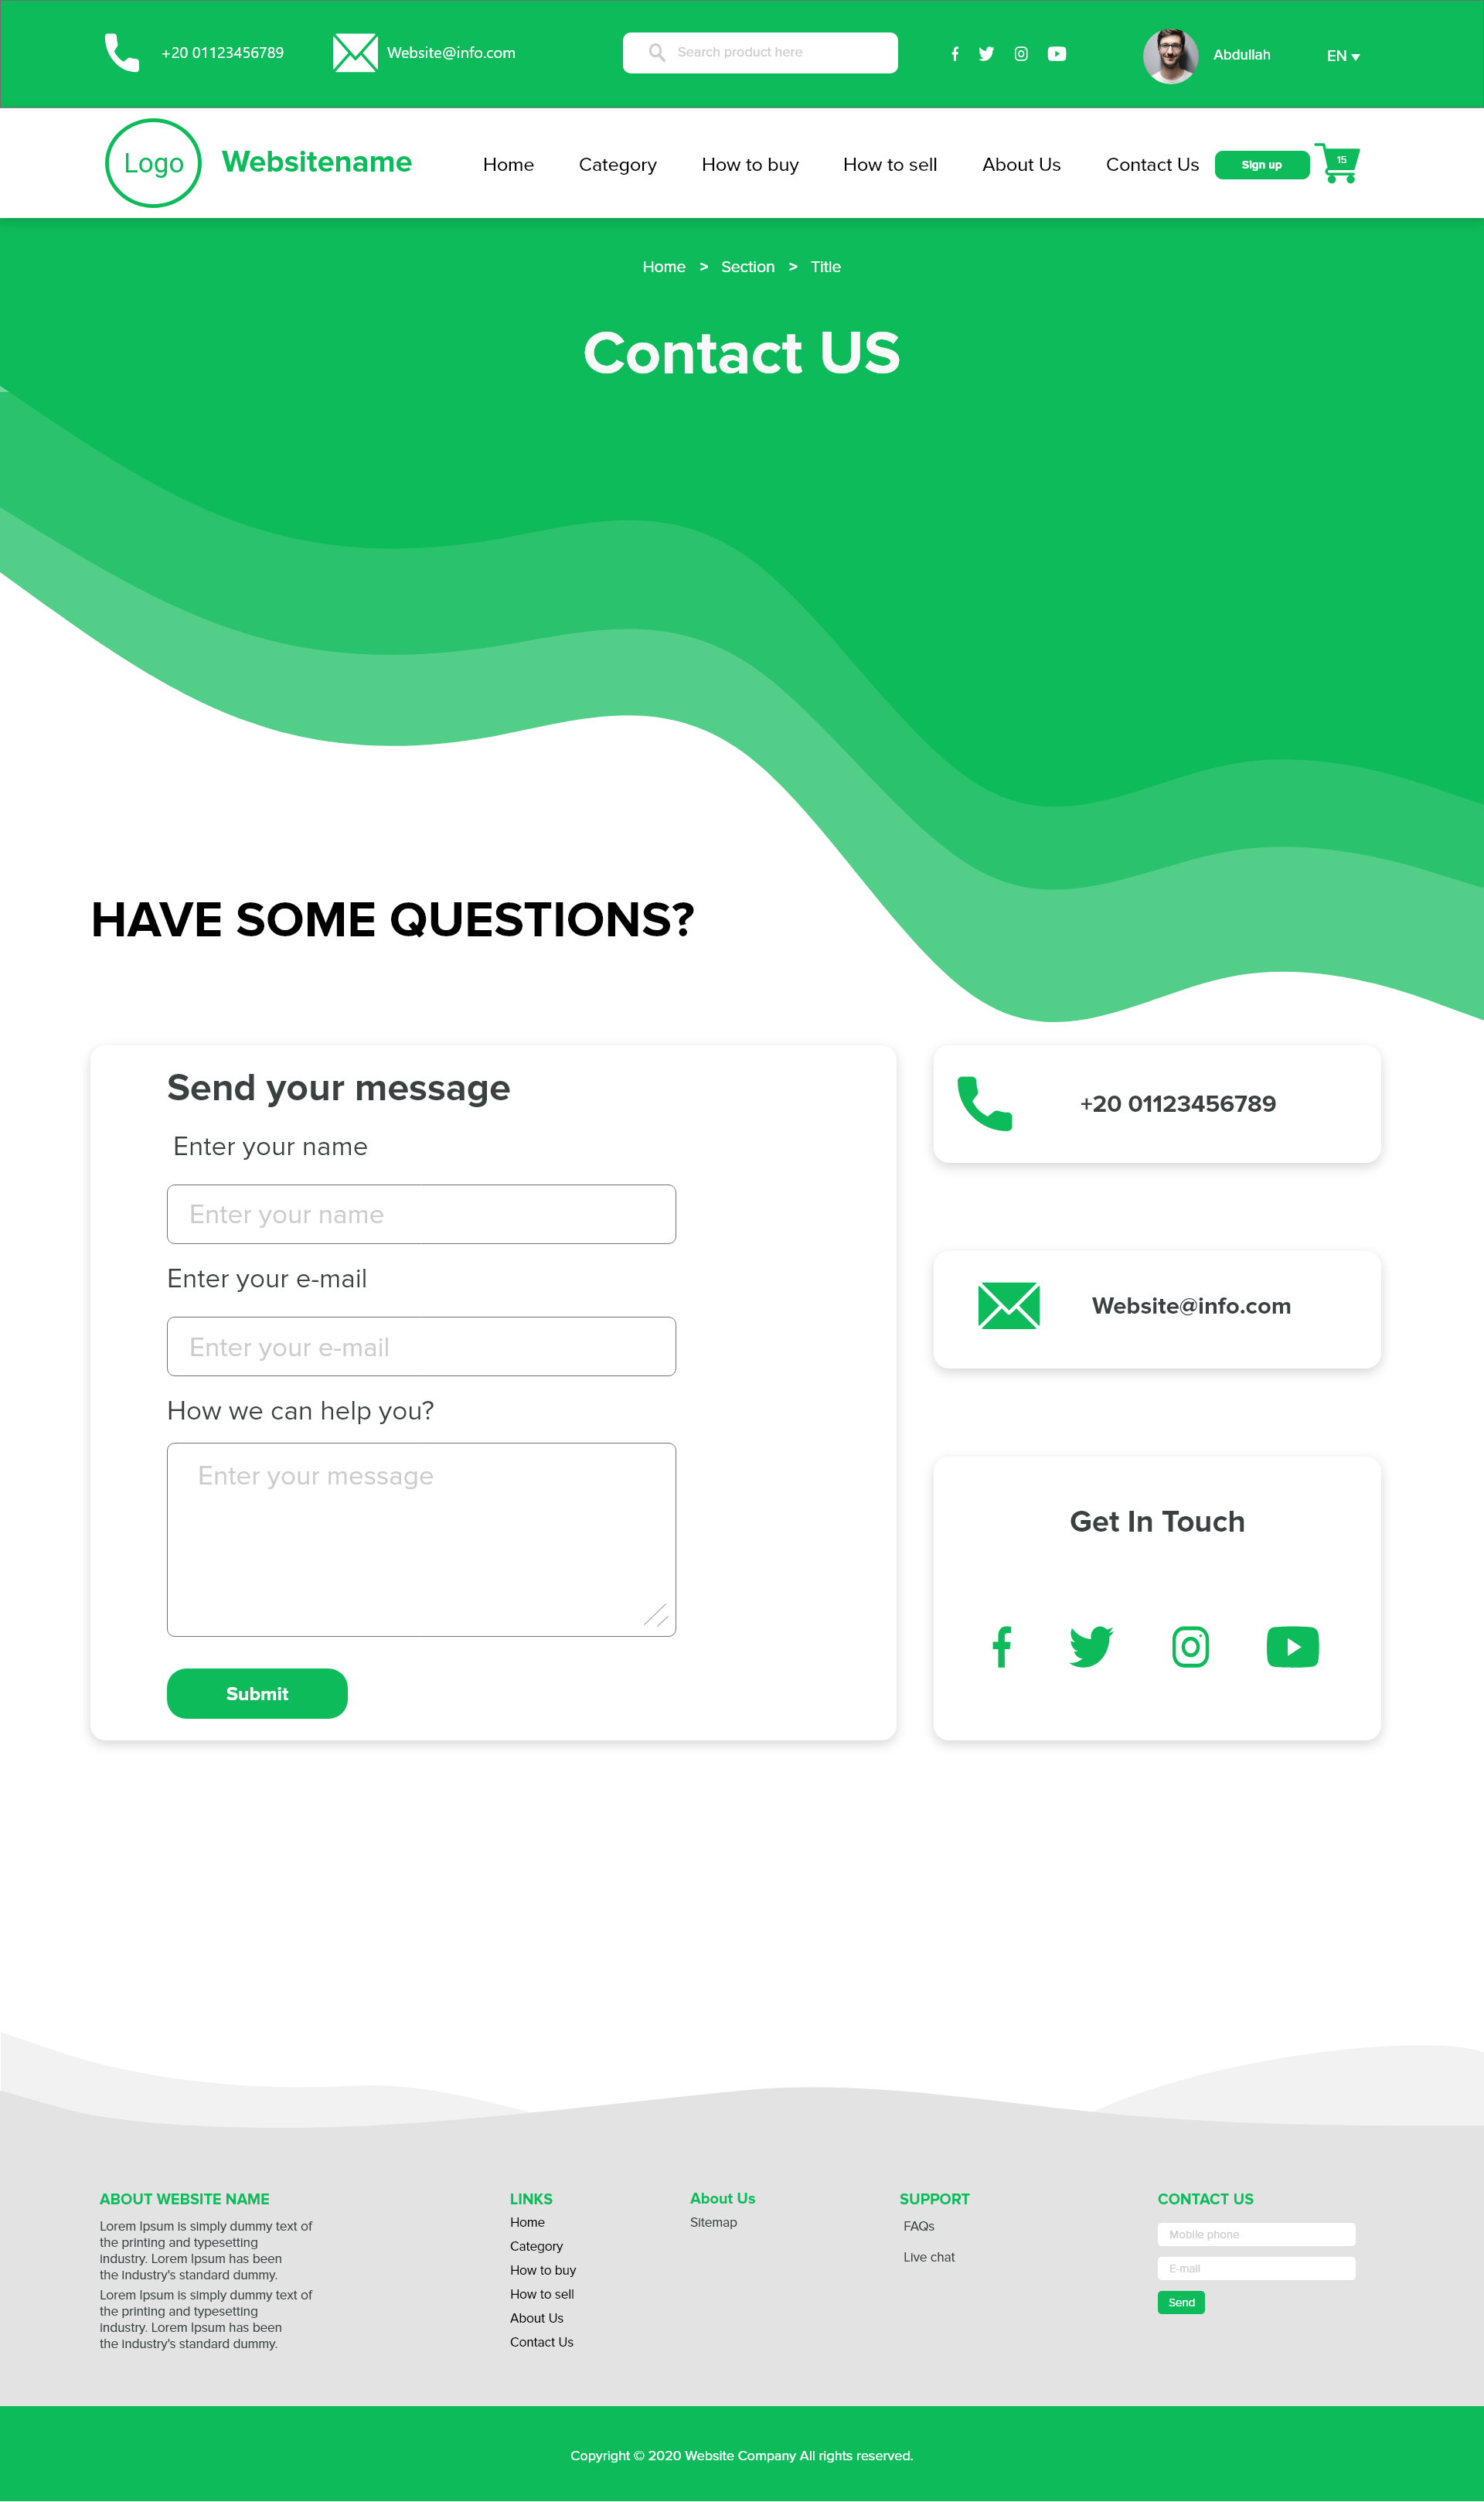 +20 01123456789
Website@info.com
Search product here
Abdullah
EN
Logo
Websitename
Home
Category
How to buy
How to sell
About Us
Contact Us
Sign up
15
Home > Section > Title
Contact US
HAVE SOME QUESTIONS?
Send your message
Enter your name
Enter your name
Enter your e-mail
Enter your e-mail
How we can help you?
Enter your message
Submit
+20 01123456789
Website@info.com
Get In Touch
ABOUT WEBSITE NAME
Lorem Ipsum is simply dummy text of
the printing and typesetting
industry. Lorem Ipsum has been
the industry's standard dummy.
Lorem Ipsum is simply dummy text of
the printing and typesetting
industry. Lorem Ipsum has been
the industry's standard dummy.
LINKS
Home
Category
How to buy
How to sell
About Us
Contact Us
About Us
Sitemap
SUPPORT
FAQs
Live chat
CONTACT US
Mobile phone
E-mail
Send
Copyright © 2020 Website Company All rights reserved.